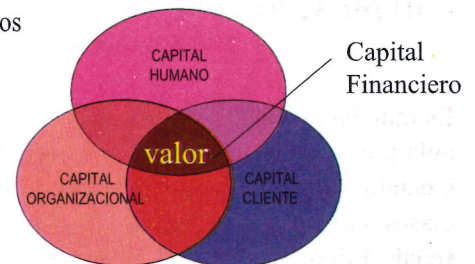 os
CAPITAL
HUMANO
Capital
Financiero
valor
CAPITAL
ORGANIZACIONAL
CAPITAL
CLIENTE